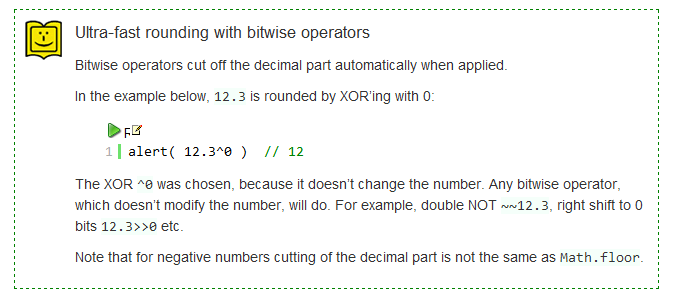 Ultra-fast rounding with bitwise operators
Bitwise operators cut off the decimal part automatically when applied.
In the example below, 12.3 is rounded by XOR'ing with 0:
1 alert( 12.3^0 )  // 12
The XOR ^0 was chosen, because it doesn't change the number. Any bitwise operator,
which doesn't modify the number, will do. For example, double NOT ~~12.3, right shift to 0
bits 12.3>>0 etc.
Note that for negative numbers cutting of the decimal part is not the same as Math.floor.